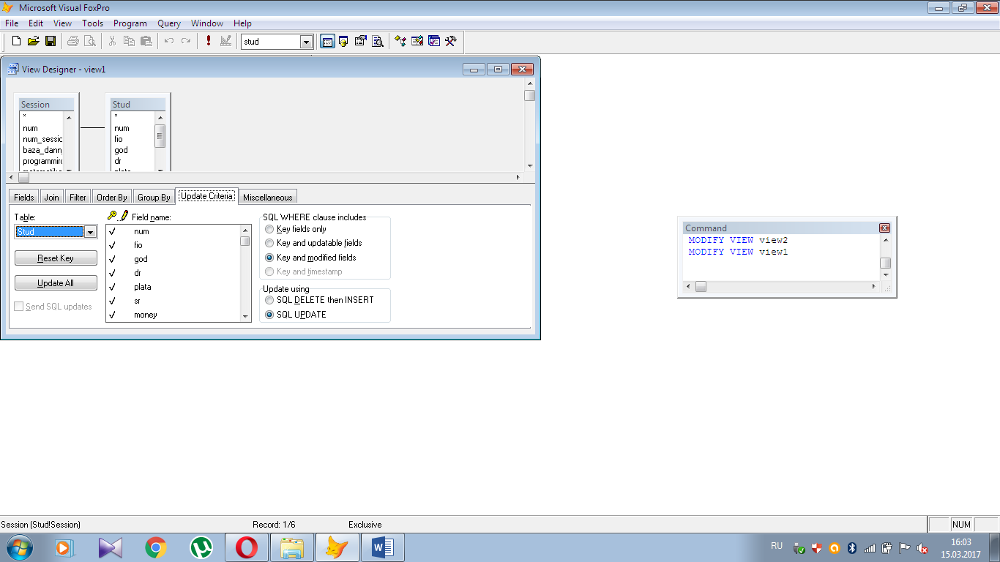 Microsoft Visual FoxPro
File Edit View Tools Program Query Window Help
stud
View Designer - view1
Session
*
num
num_sessio
baza_dann
programmiro
Stud
*
num
fio
god
dr
plata
Fields Join Filter Order By Group By Update Criteria Miscellaneous
Table:
Stud
Reset Key
Update All
Send SQL updates
Field name:
num
fio
god
dr
plata
sr
money
SQL WHERE clause includes
Key fields only
Key and updatable fields
Key and modified fields
Key and timestamp
Update using
SQL DELETE then INSERT
SQL UPDATE
Command
MODIFY VIEW view2
MODIFY VIEW view1
Session (Stud!Session) Record: 1/6 Exclusive NUM
RU
16:03
15.03.2017